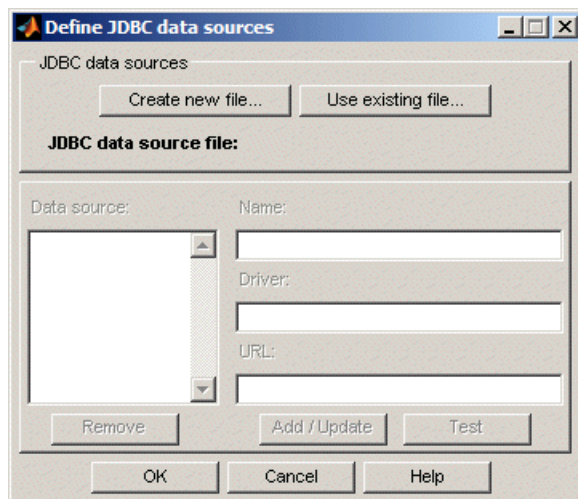 Define JDBC data sources
JDBC data sources
Create new file... Use existing file...
JDBC data source file:
Data source: Name:
Driver:
URL:
Remove Add / Update Test
OK Cancel Help